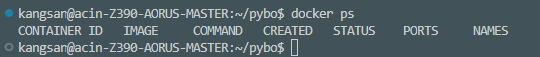 kangsan@acin-Z390-AORUS-MASTER:~/pybo$ docker ps
CONTAINER ID   IMAGE     COMMAND   CREATED   STATUS    PORTS     NAMES
kangsan@acin-Z390-AORUS-MASTER:~/pybo$